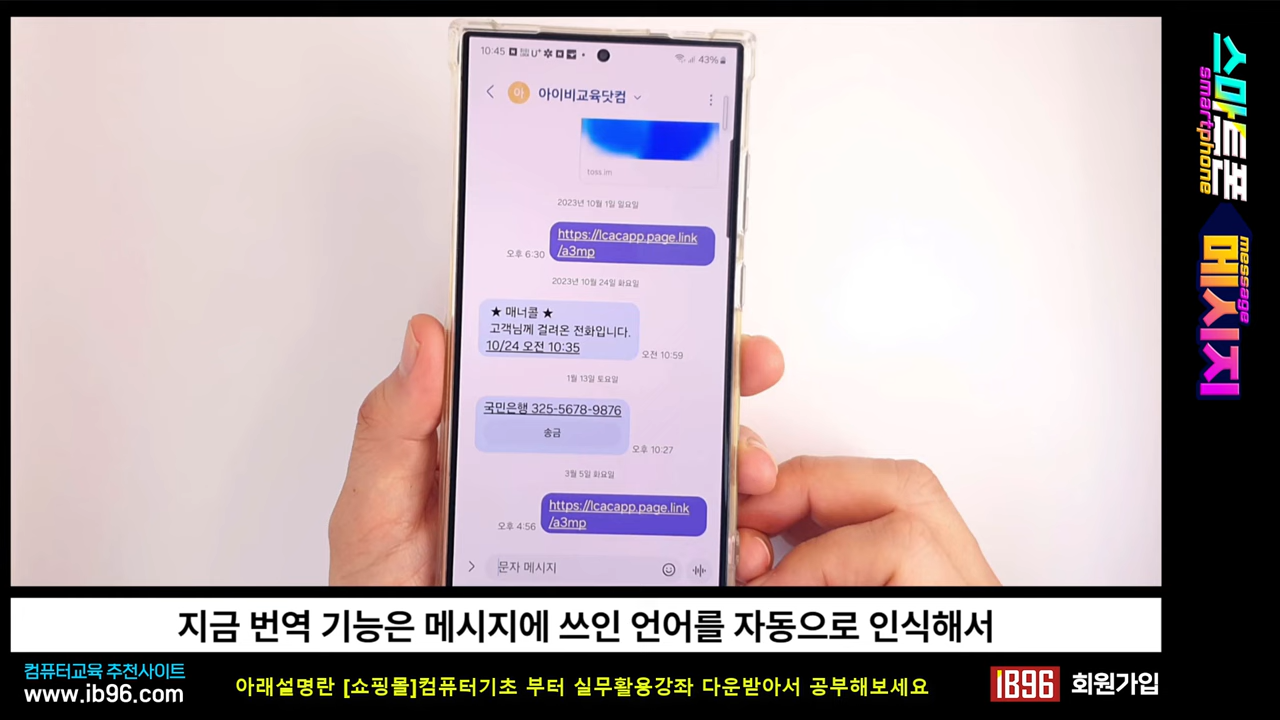 10:45
43%
아
아이비교육닷컴
toss.im
2023년 10월 1일 일요일
https://lcacapp.page.link
/a3mp
오후 6:30
2023년 10월 24일 화요일
★ 매너콜 ★
고객님께 걸려온 전화입니다.
10/24 오전 10:35
오전 10:59
1월 13일 토요일
국민은행 325-5678-9876
송금
오후 10:27
3월 5일 화요일
https://lcacapp.page.link
/a3mp
오후 4:56
문자 메시지
스마트폰
smartphone
message
메시지
지금 번역 기능은 메시지에 쓰인 언어를 자동으로 인식해서
컴퓨터교육 추천사이트
www.ib96.com
아래설명란 [쇼핑몰]컴퓨터기초 부터 실무활용강좌 다운받아서 공부해보세요
IB96 회원가입